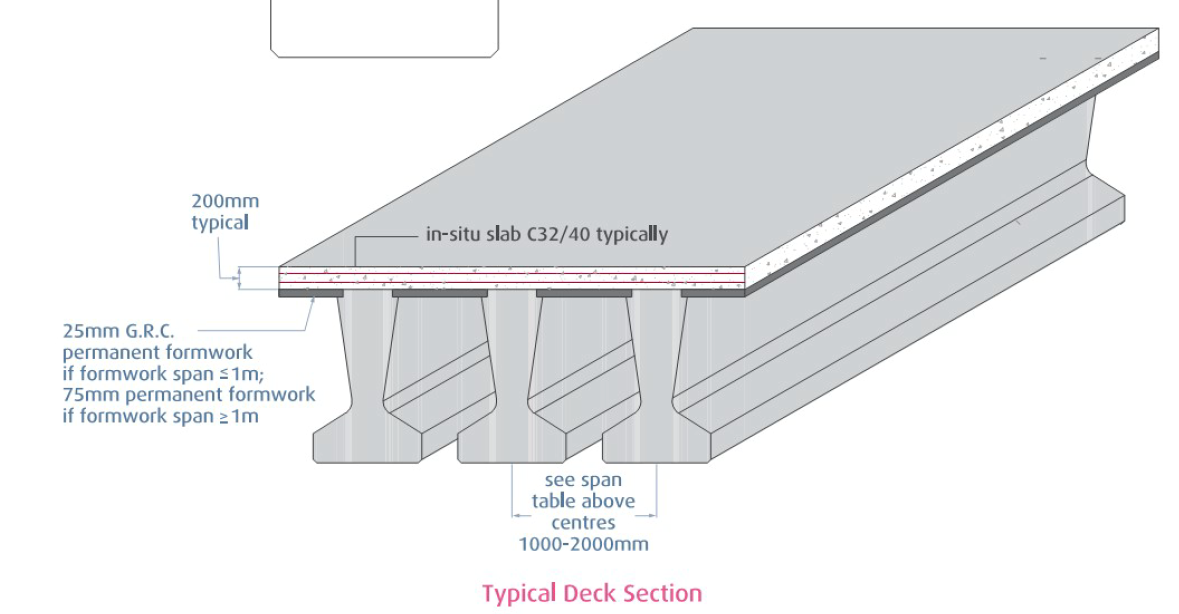 200mm
typical
in-situ slab C32/40 typically
25mm G.R.C.
permanent formwork
if formwork span ≤1m;
75mm permanent formwork
if formwork span ≥1m
see span
table above
centres
1000-2000mm
Typical Deck Section